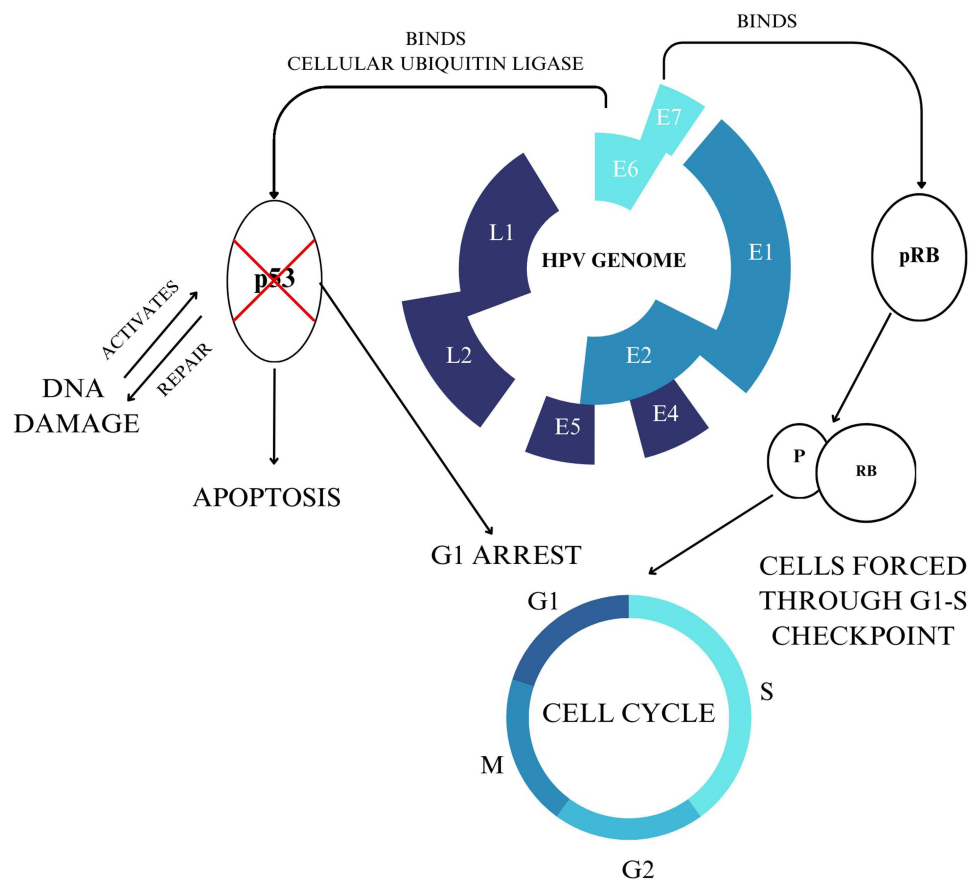 BINDS
CELLULAR UBIQUITIN LIGASE
BINDS
E7
E6
L1
HPV GENOME
E1
pRB
p53
ACTIVATES
REPAIR
L2
E2
DNA
DAMAGE
E5
E4
P
RB
APOPTOSIS
G1 ARREST
CELLS FORCED
THROUGH G1-S
CHECKPOINT
G1
S
CELL CYCLE
M
G2